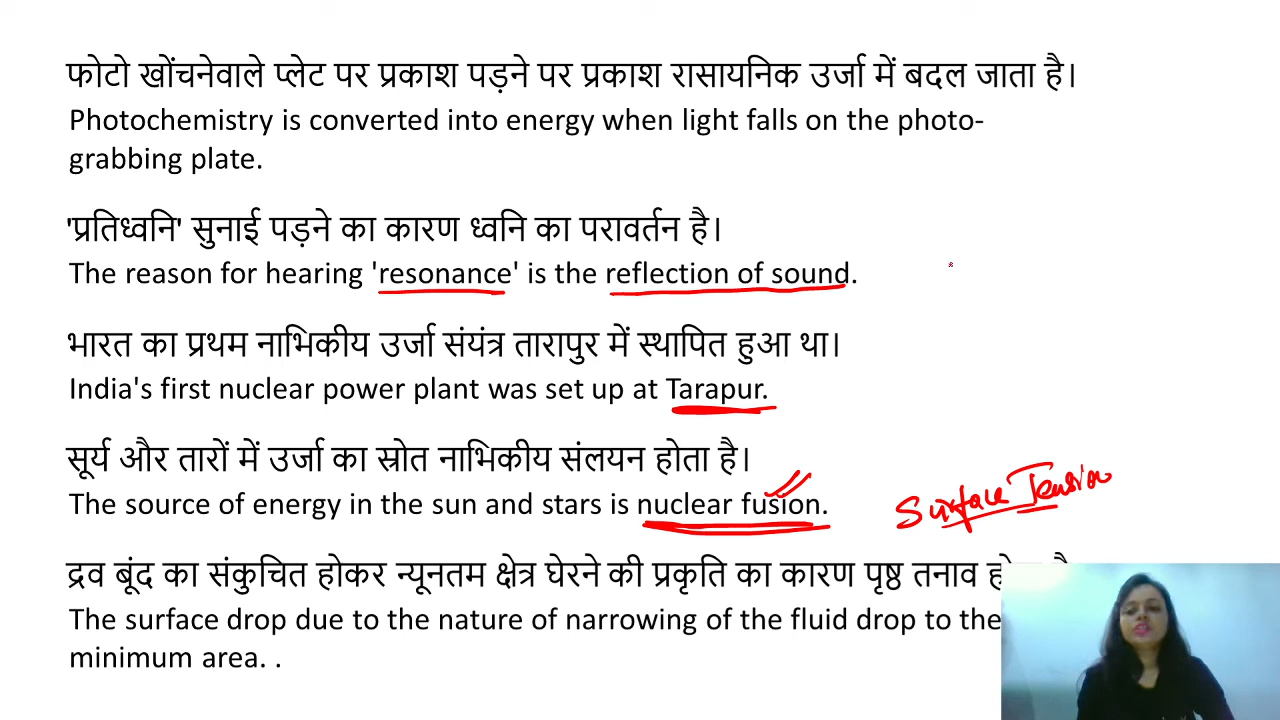 फोटो खोंचनेवाले प्लेट पर प्रकाश पड़ने पर प्रकाश रासायनिक उर्जा में बदल जाता है।
Photochemistry is converted into energy when light falls on the photo-
grabbing plate.
'प्रतिध्वनि' सुनाई पड़ने का कारण ध्वनि का परावर्तन है।
The reason for hearing 'resonance' is the reflection of sound.
भारत का प्रथम नाभिकीय उर्जा संयंत्र तारापुर में स्थापित हुआ था।
India's first nuclear power plant was set up at Tarapur.
सूर्य और तारों में उर्जा का स्रोत नाभिकीय संलयन होता है।
The source of energy in the sun and stars is nuclear fusion.
Surface Tension
द्रव बूंद का संकुचित होकर न्यूनतम क्षेत्र घेरने की प्रकृति का कारण पृष्ठ तनाव
The surface drop due to the nature of narrowing of the fluid drop to the
minimum area. .